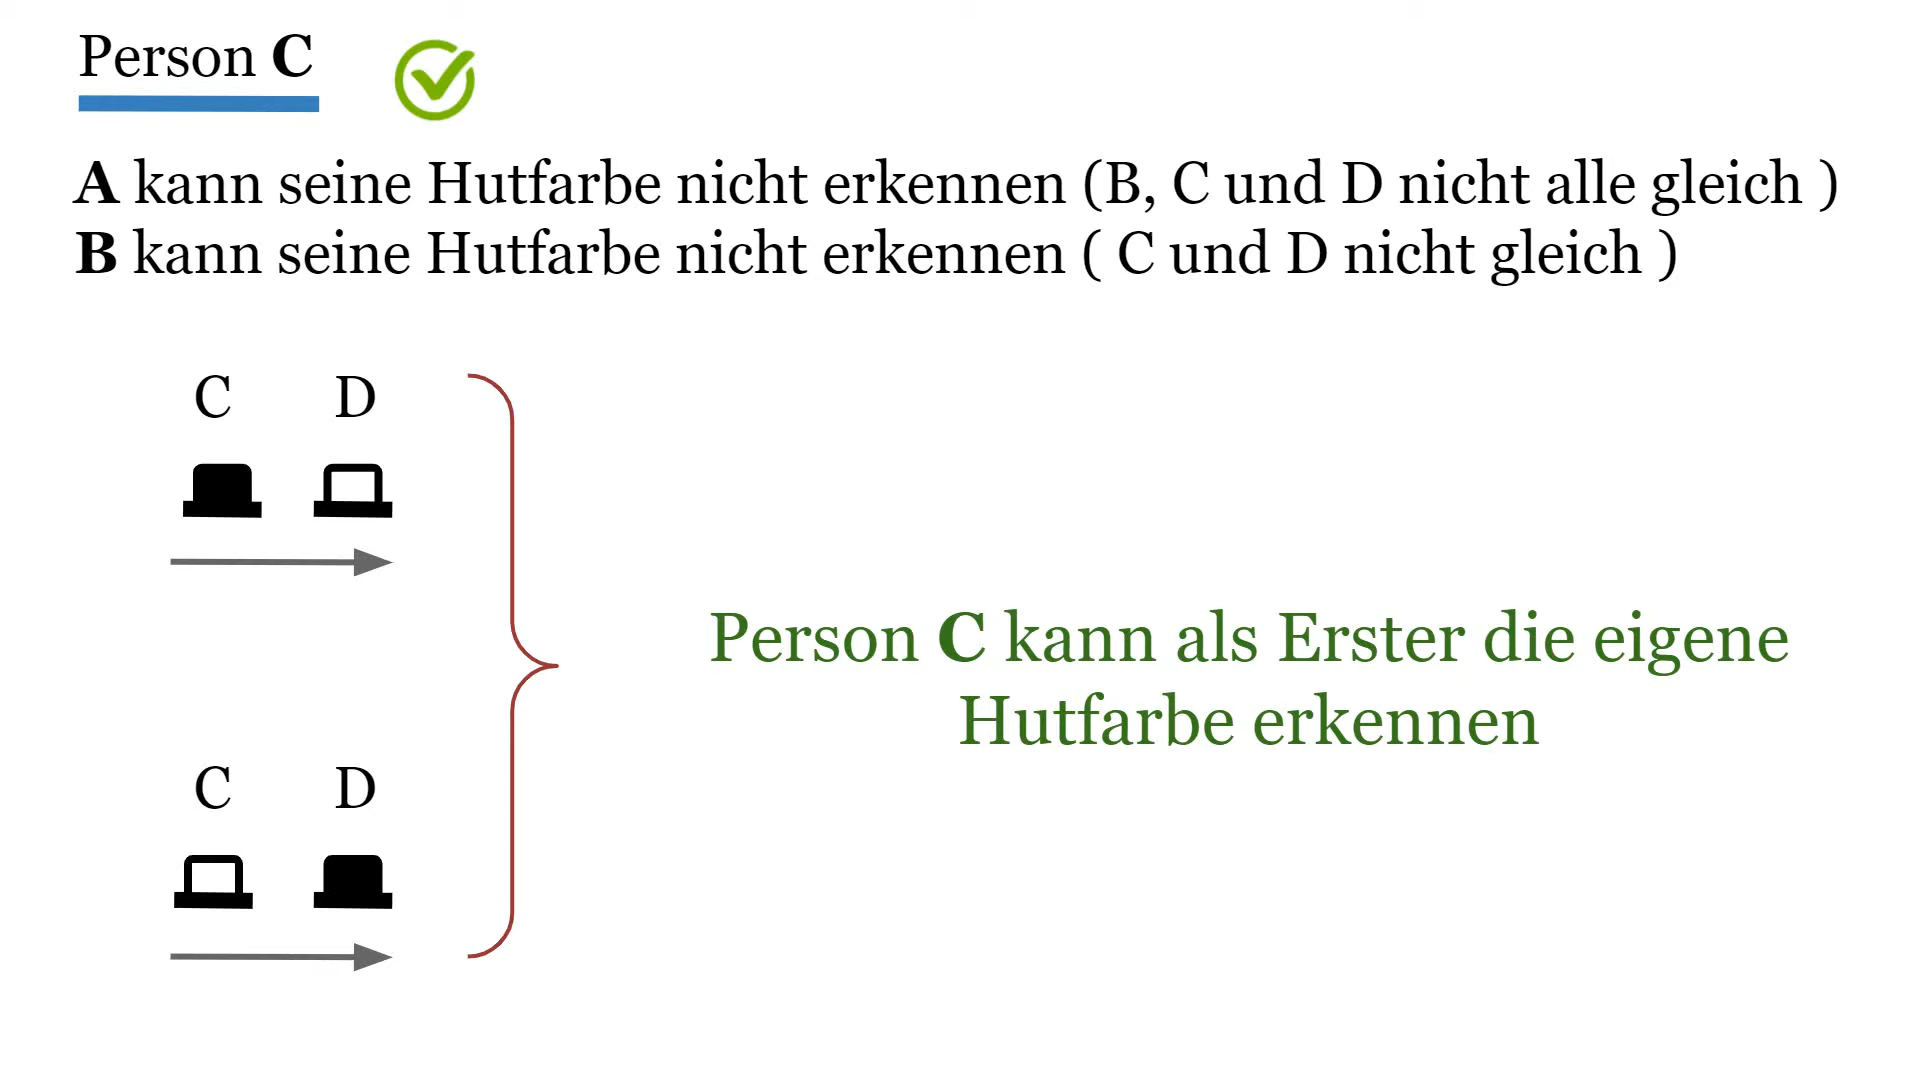 Person C
A kann seine Hutfarbe nicht erkennen (B, C und D nicht alle gleich )
B kann seine Hutfarbe nicht erkennen ( C und D nicht gleich )
C D
Person C kann als Erster die eigene
Hutfarbe erkennen
C D